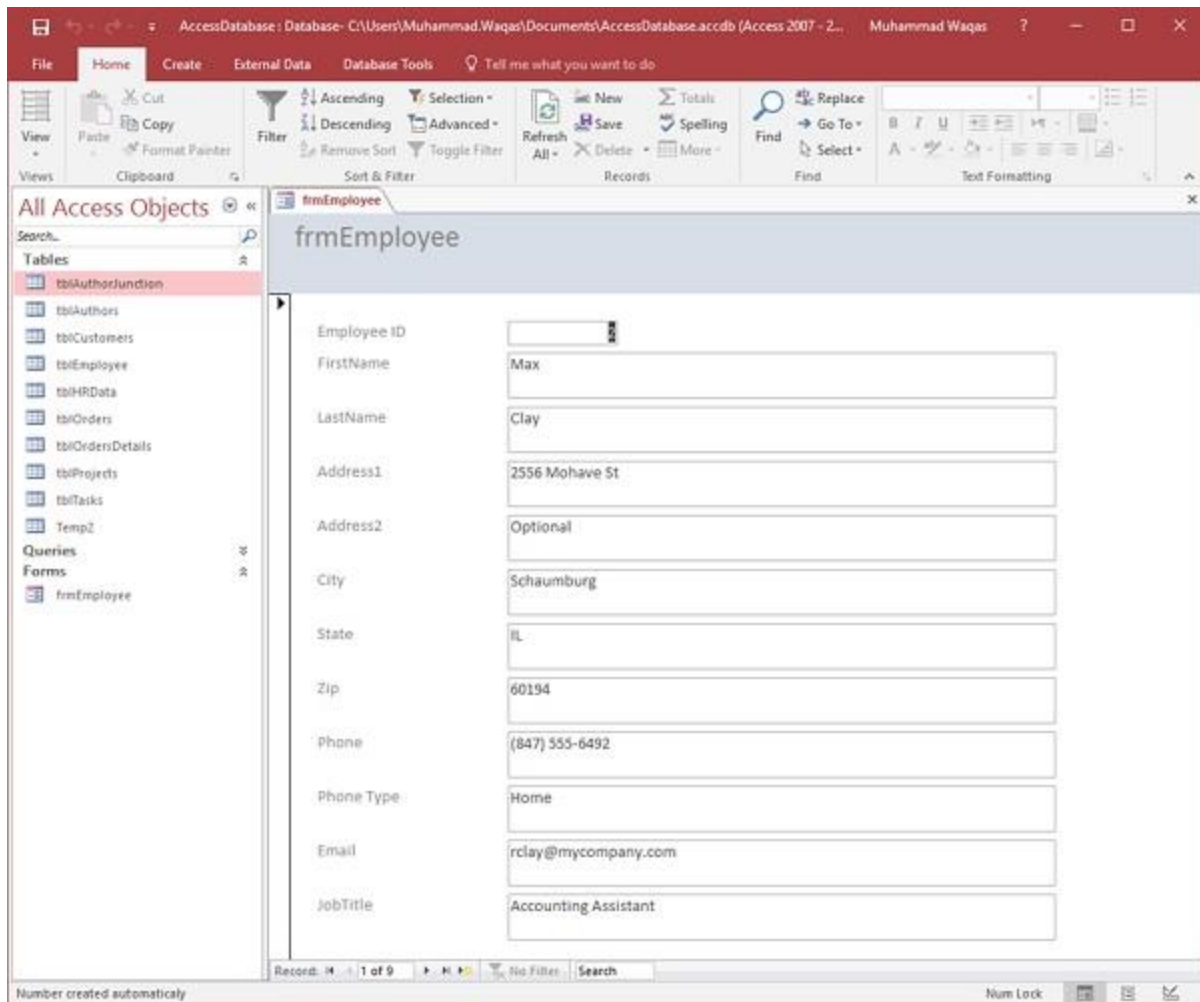 AccessDatabase : Database- C:\Users\Muhammad.Waqas\Documents\AccessDatabase.accdb (Access 2007 - 2... Muhammad Waqas ?
File Home Create External Data Database Tools Tell me what you want to do
View
Paste
Cut
Copy
Format Painter
Filter
Ascending
Descending
Remove Sort
Selection
Advanced
Toggle Filter
Refresh
All
New
Save
Delete
Totals
Spelling
More
Find
Replace
Go To
Select
B I U
A
Views Clipboard Sort & Filter Records Find Text Formatting
All Access Objects
Search...
Tables
tblAuthorJunction
tblAuthors
tblCustomers
tblEmployee
tblHRData
tblOrders
tblOrdersDetails
tblProjects
tblTasks
Temp2
Queries
Forms
frmEmployee
frmEmployee
frmEmployee
Employee ID
FirstName Max
LastName Clay
Address1 2556 Mohave St
Address2 Optional
City Schaumburg
State IL
Zip 60194
Phone (847) 555-6492
Phone Type Home
Email rclay@mycompany.com
JobTitle Accounting Assistant
Record: 1 of 9 No Filter Search
Number created automaticaly Num Lock